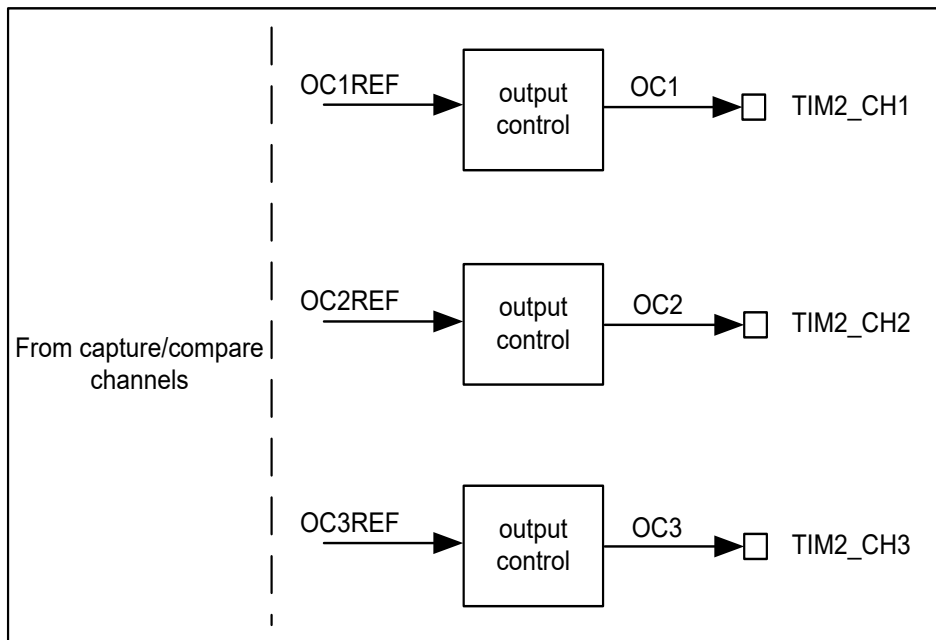 OC1REF
output
control
OC1
TIM2_CH1
OC2REF
output
control
OC2
TIM2_CH2
From capture/compare
channels
OC3REF
output
control
OC3
TIM2_CH3